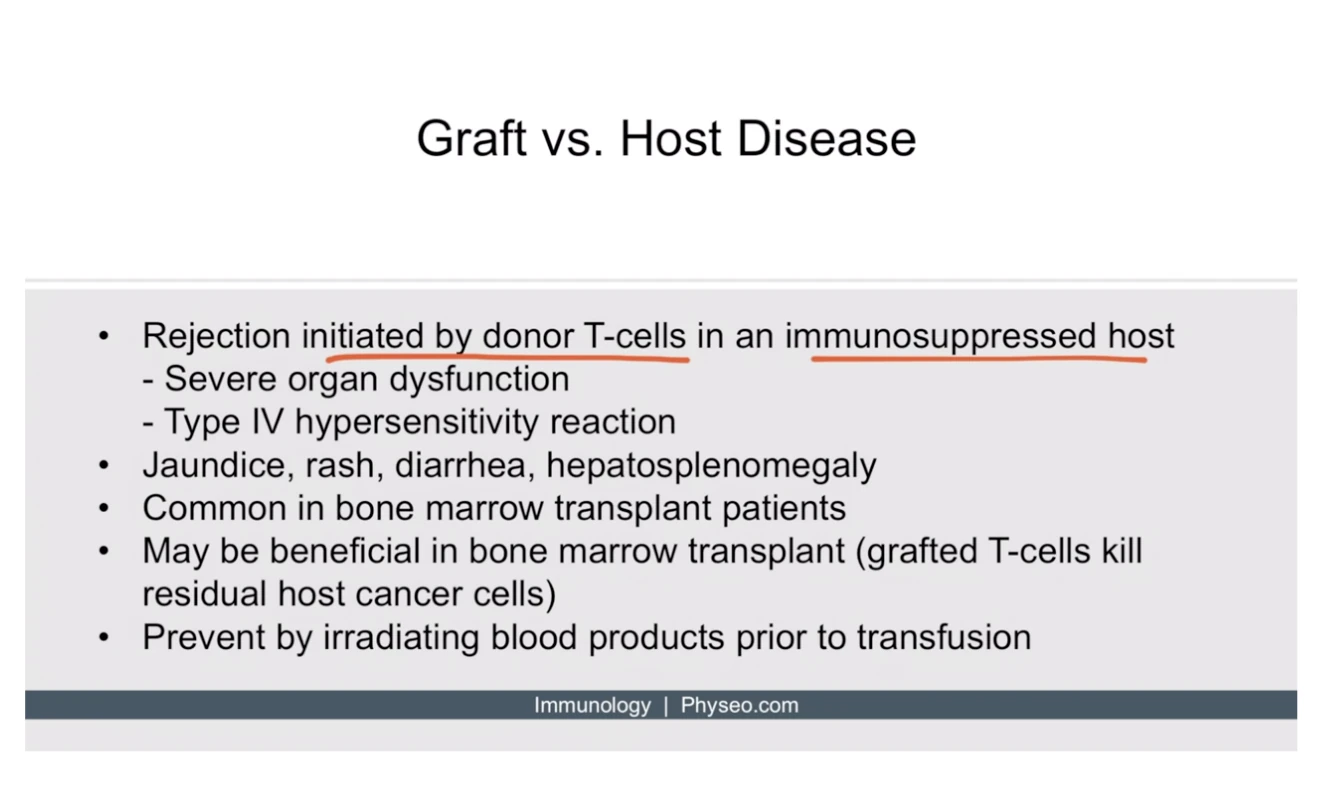 Graft vs. Host Disease
• Rejection initiated by donor T-cells in an immunosuppressed host
- Severe organ dysfunction
- Type IV hypersensitivity reaction
• Jaundice, rash, diarrhea, hepatosplenomegaly
• Common in bone marrow transplant patients
• May be beneficial in bone marrow transplant (grafted T-cells kill
residual host cancer cells)
• Prevent by irradiating blood products prior to transfusion
Immunology | Physeo.com